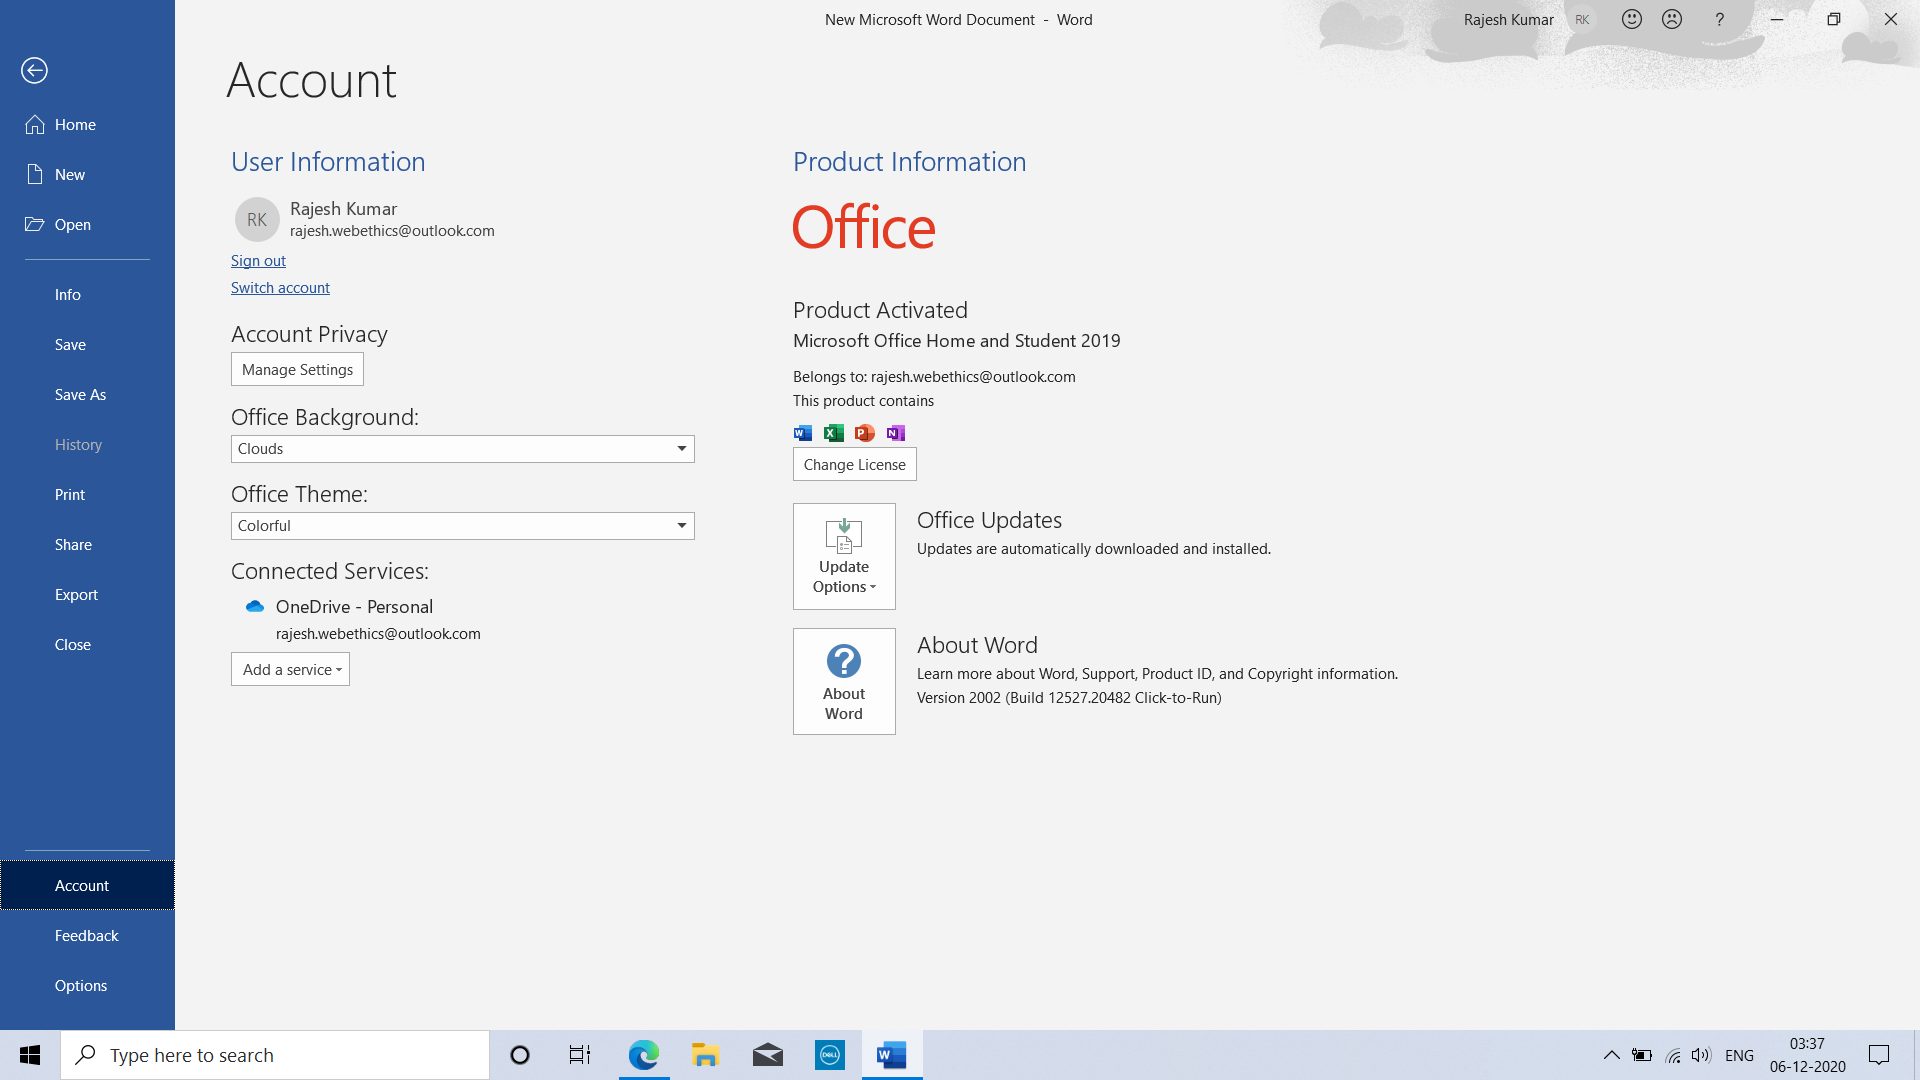 New Microsoft Word Document - Word
Rajesh Kumar RK ?
Account
Home
New
Open
Info
Save
Save As
History
Print
Share
Export
Close
Account
Feedback
Options
User Information
RK
Rajesh Kumar
rajesh.webethics@outlook.com
Sign out
Switch account
Account Privacy
Manage Settings
Office Background:
Clouds
Office Theme:
Colorful
Connected Services:
OneDrive - Personal
rajesh.webethics@outlook.com
Add a service
Product Information
Office
Product Activated
Microsoft Office Home and Student 2019
Belongs to: rajesh.webethics@outlook.com
This product contains
W X P N
Change License
Update
Options
Office Updates
Updates are automatically downloaded and installed.
?
About
Word
About Word
Learn more about Word, Support, Product ID, and Copyright information.
Version 2002 (Build 12527.20482 Click-to-Run)
Type here to search
DELL
W
ENG
03:37
06-12-2020